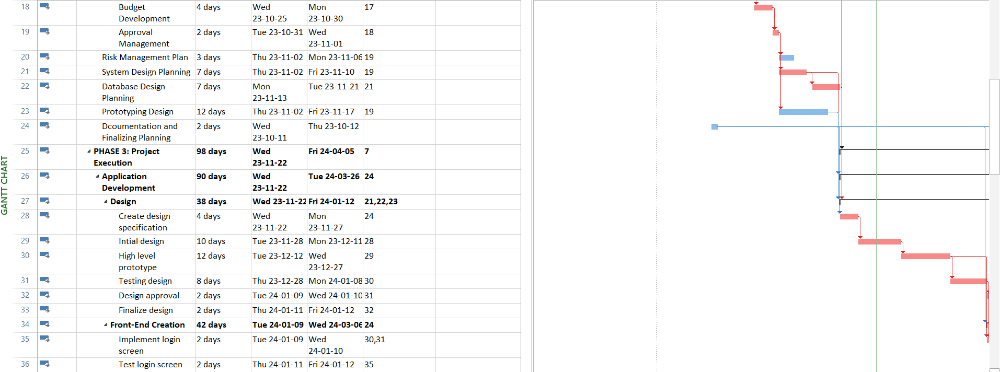 GANTT CHART
18 Budget Development 4 days Wed 23-10-25 Mon 23-10-30 17
19 Approval Management 2 days Tue 23-10-31 Wed 23-11-01 18
20 Risk Management Plan 3 days Thu 23-11-02 Mon 23-11-06 19
21 System Design Planning 7 days Thu 23-11-02 Fri 23-11-10 19
22 Database Design Planning 7 days Mon 23-11-13 Tue 23-11-21 21
23 Prototyping Design 12 days Thu 23-11-02 Fri 23-11-17 19
24 Dcoumentation and Finalizing Planning 2 days Wed 23-10-11 Thu 23-10-12
25 PHASE 3: Project Execution 98 days Wed 23-11-22 Fri 24-04-05 7
26 Application Development 90 days Wed 23-11-22 Tue 24-03-26 24
27 Design 38 days Wed 23-11-22 Fri 24-01-12 21,22,23
28 Create design specification 4 days Wed 23-11-22 Mon 23-11-27 24
29 Intial design 10 days Tue 23-11-28 Mon 23-12-11 28
30 High level prototype 12 days Tue 23-12-12 Wed 23-12-27 29
31 Testing design 8 days Thu 23-12-28 Mon 24-01-08 30
32 Design approval 2 days Tue 24-01-09 Wed 24-01-10 31
33 Finalize design 2 days Thu 24-01-11 Fri 24-01-12 32
34 Front-End Creation 42 days Tue 24-01-09 Wed 24-03-06 24
35 Implement login screen 2 days Tue 24-01-09 Wed 24-01-10 30,31
36 Test login screen 2 days Thu 24-01-11 Fri 24-01-12 35